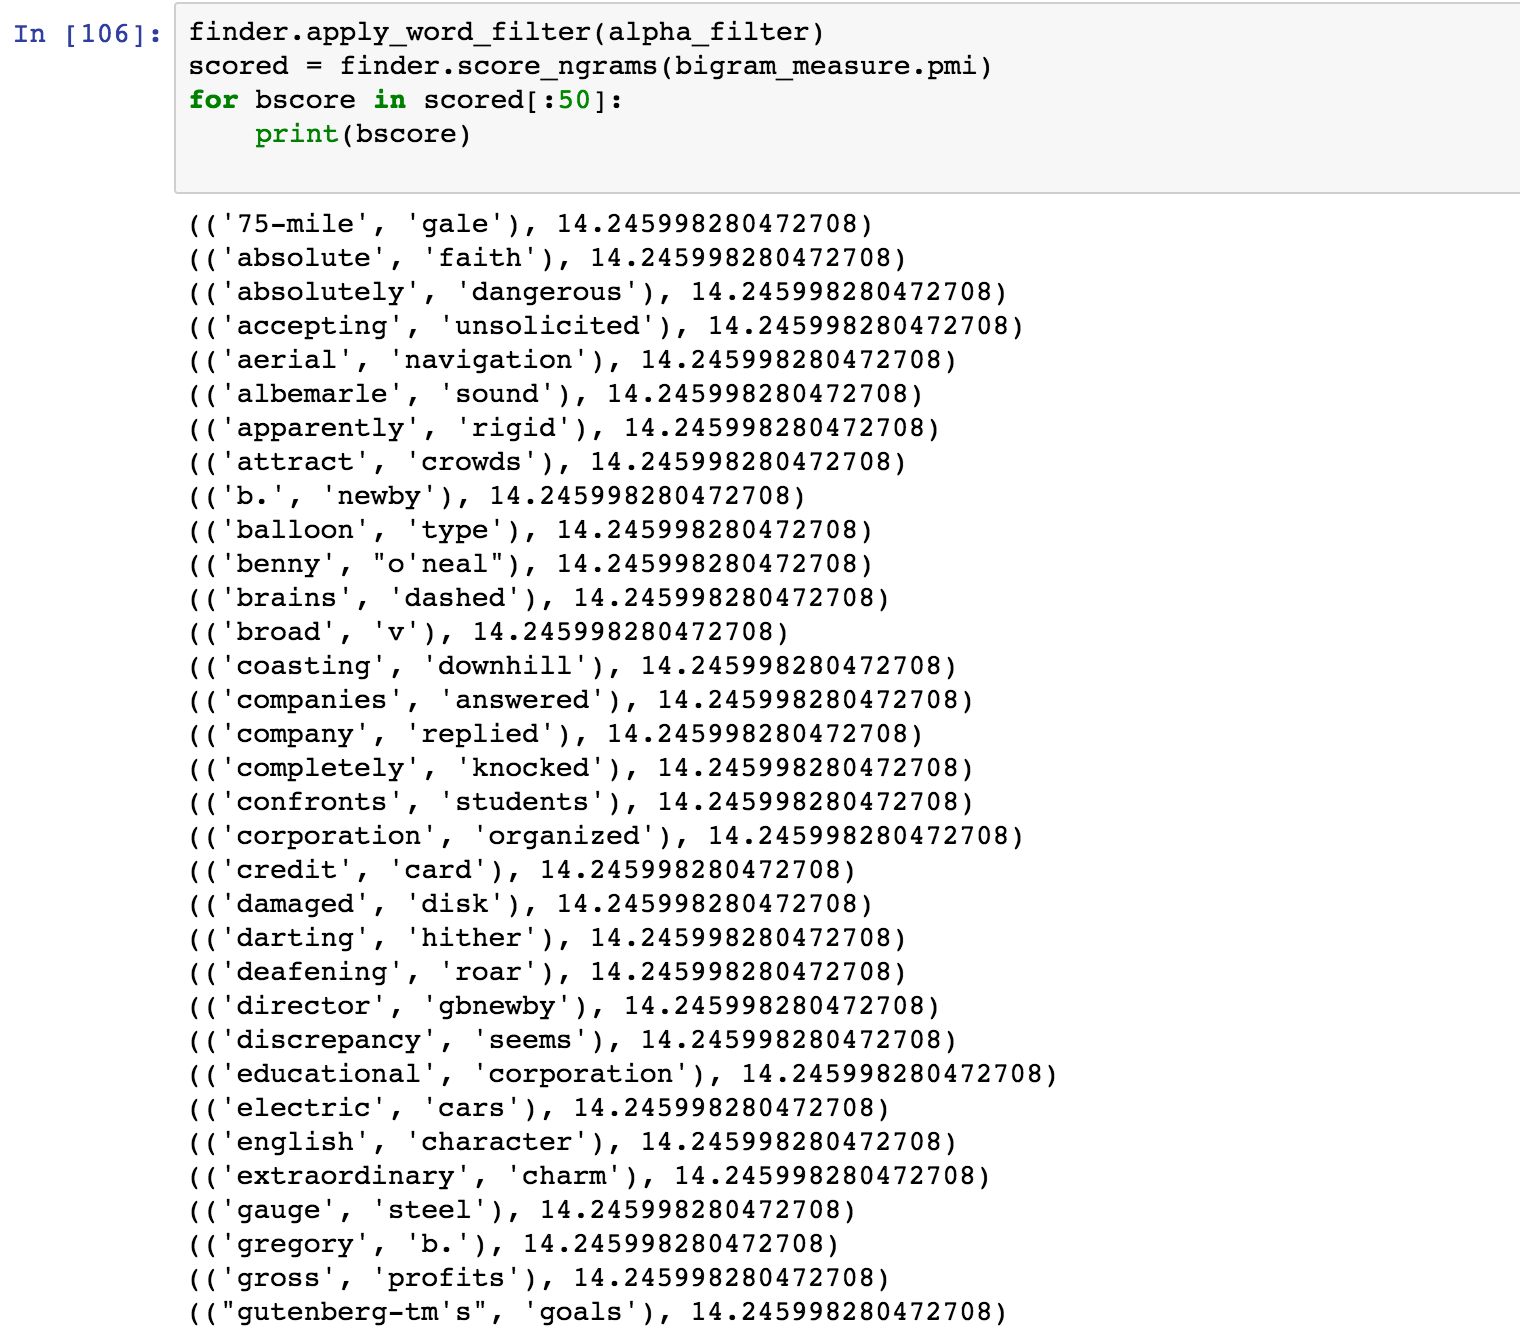 In [106]: finder.apply_word_filter(alpha_filter)
scored = finder.score_ngrams(bigram_measure.pmi)
for bscore in scored[:50]:
    print(bscore)
(('75-mile', 'gale'), 14.245998280472708)
(('absolute', 'faith'), 14.245998280472708)
(('absolutely', 'dangerous'), 14.245998280472708)
(('accepting', 'unsolicited'), 14.245998280472708)
(('aerial', 'navigation'), 14.245998280472708)
(('albemarle', 'sound'), 14.245998280472708)
(('apparently', 'rigid'), 14.245998280472708)
(('attract', 'crowds'), 14.245998280472708)
(('b.', 'newby'), 14.245998280472708)
(('balloon', 'type'), 14.245998280472708)
(('benny', "o'neal"), 14.245998280472708)
(('brains', 'dashed'), 14.245998280472708)
(('broad', 'v'), 14.245998280472708)
(('coasting', 'downhill'), 14.245998280472708)
(('companies', 'answered'), 14.245998280472708)
(('company', 'replied'), 14.245998280472708)
(('completely', 'knocked'), 14.245998280472708)
(('confronts', 'students'), 14.245998280472708)
(('corporation', 'organized'), 14.245998280472708)
(('credit', 'card'), 14.245998280472708)
(('damaged', 'disk'), 14.245998280472708)
(('darting', 'hither'), 14.245998280472708)
(('deafening', 'roar'), 14.245998280472708)
(('director', 'gbnewby'), 14.245998280472708)
(('discrepancy', 'seems'), 14.245998280472708)
(('educational', 'corporation'), 14.245998280472708)
(('electric', 'cars'), 14.245998280472708)
(('english', 'character'), 14.245998280472708)
(('extraordinary', 'charm'), 14.245998280472708)
(('gauge', 'steel'), 14.245998280472708)
(('gregory', 'b.'), 14.245998280472708)
(('gross', 'profits'), 14.245998280472708)
(("gutenberg-tm's", 'goals'), 14.245998280472708)